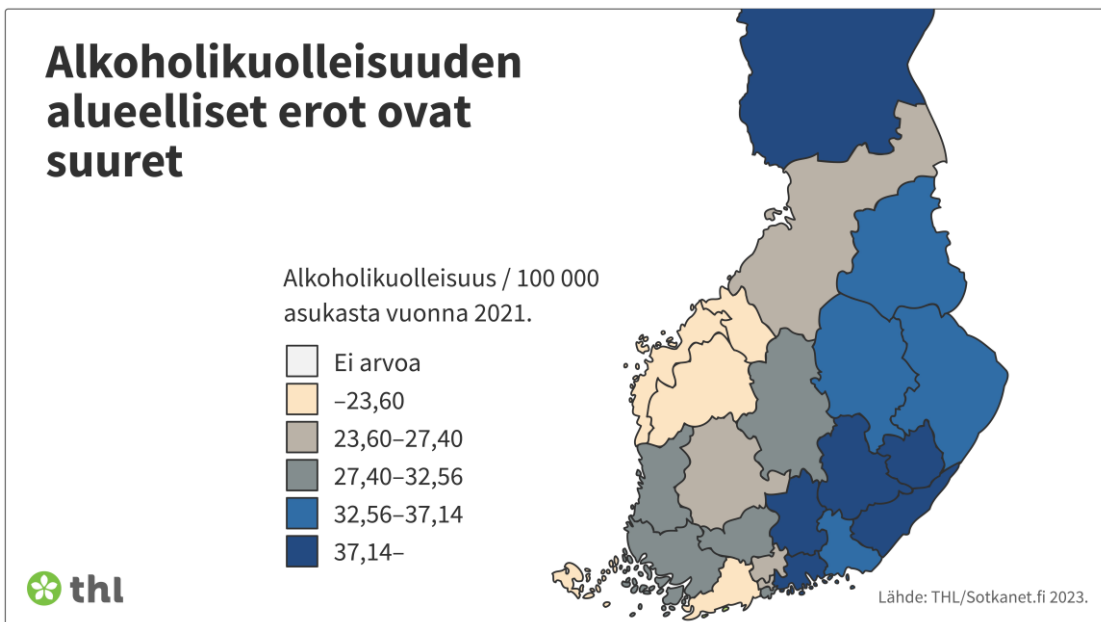 Alkoholikuolleisuuden
alueelliset erot ovat
suuret
Alkoholikuolleisuus / 100 000
asukasta vuonna 2021.
Ei arvoa
–23,60
23,60–27,40
27,40–32,56
32,56–37,14
37,14–
thl
Lähde: THL/Sotkanet.fi 2023.